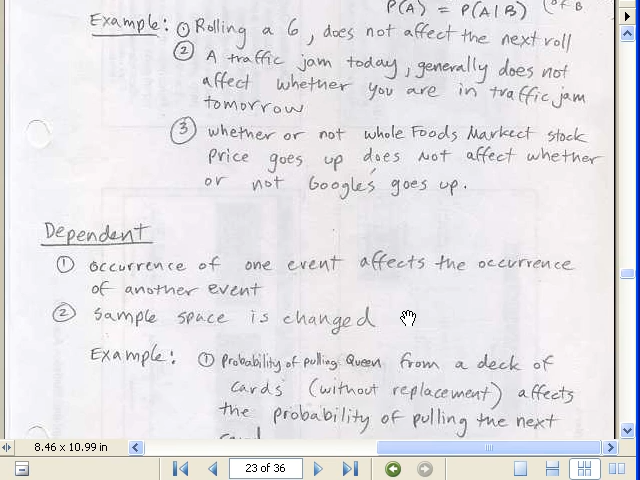 P(A) = P(A|B) (of B
Example: ① Rolling a 6, does not affect the next roll
② A traffic jam today, generally does not
affect whether you are in traffic jam
tomorrow
③ whether or not whole Foods Markect stock
Price goes up does Not affect whether
or not Google's goes up.
Dependent
① occurrence of one event affects the occurrence
of another event
② Sample space is changed
Example: ① Probability of pulling Queen from a deck of
cards (without replacement) affects
the probability of pulling the next
8.46 x 10.99 in
23 of 36